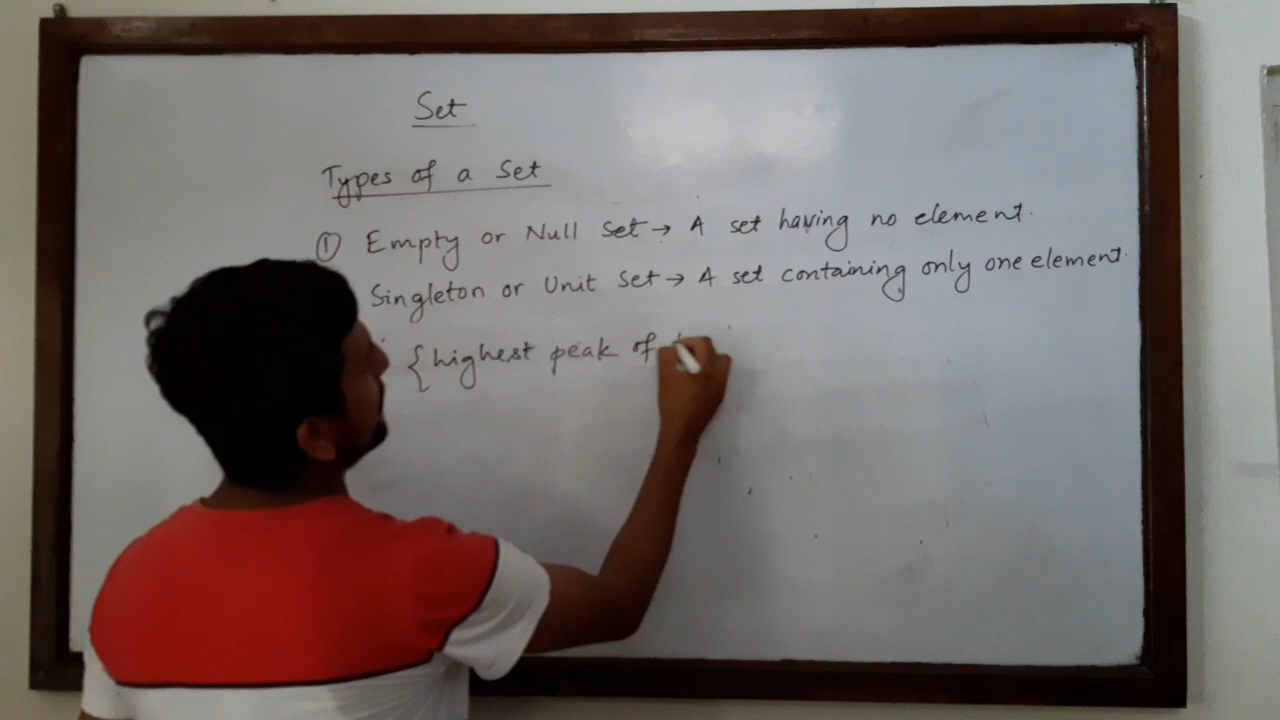 Set
Types of a Set
① Empty or Null Set → A set having no element.
Singleton or Unit Set → A set containing only one element.
{highest peak of